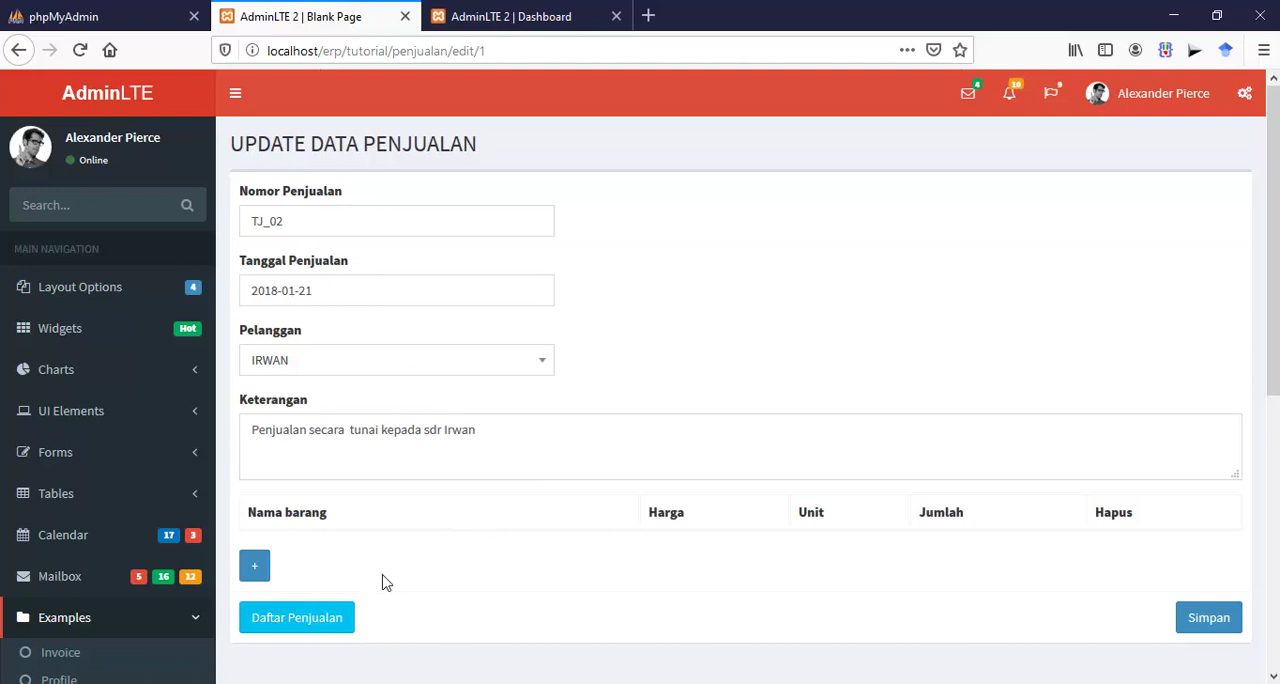 phpMyAdmin
AdminLTE 2 | Blank Page
AdminLTE 2 | Dashboard
localhost/erp/tutorial/penjualan/edit/1
AdminLTE
4
10
9
Alexander Pierce
Alexander Pierce
Online
Search...
MAIN NAVIGATION
Layout Options 4
Widgets Hot
Charts
UI Elements
Forms
Tables
Calendar 17 3
Mailbox 5 16 12
Examples
Invoice
Profile
UPDATE DATA PENJUALAN
Nomor Penjualan
TJ_02
Tanggal Penjualan
2018-01-21
Pelanggan
IRWAN
Keterangan
Penjualan secara  tunai kepada sdr Irwan
Nama barang Harga Unit Jumlah Hapus
+
Daftar Penjualan Simpan